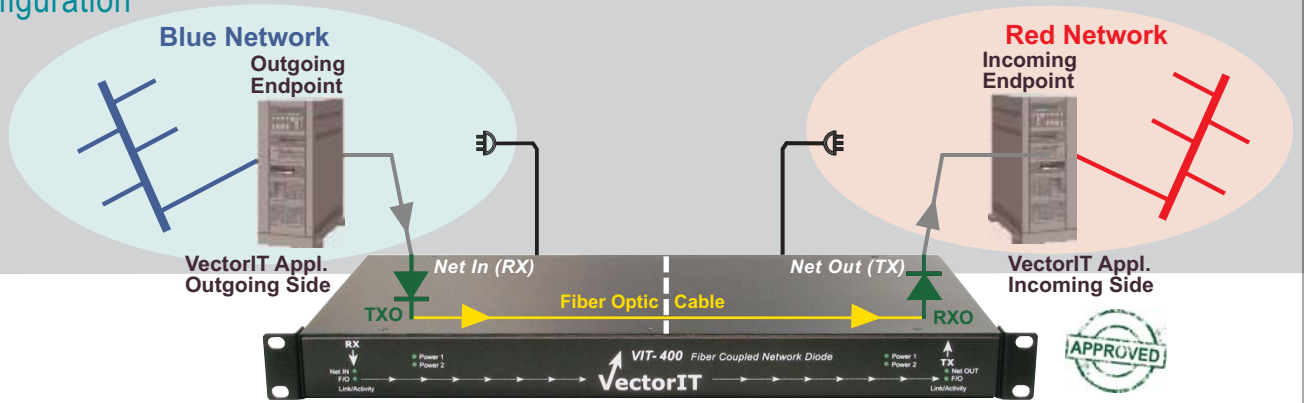 figuration
Blue Network
Outgoing
Endpoint
VectorIT Appl.
Outgoing Side
Red Network
Incoming
Endpoint
VectorIT Appl.
Incoming Side
Net In (RX)
Net Out (TX)
Fiber Optic Cable
TXO
RXO
RX
Net IN
F/O
Link/Activity
Power 1
Power 2
VIT-400 Fiber Coupled Network Diode
VectorIT
Power 1
Power 2
TX
Net OUT
F/O
Link/Activity
APPROVED